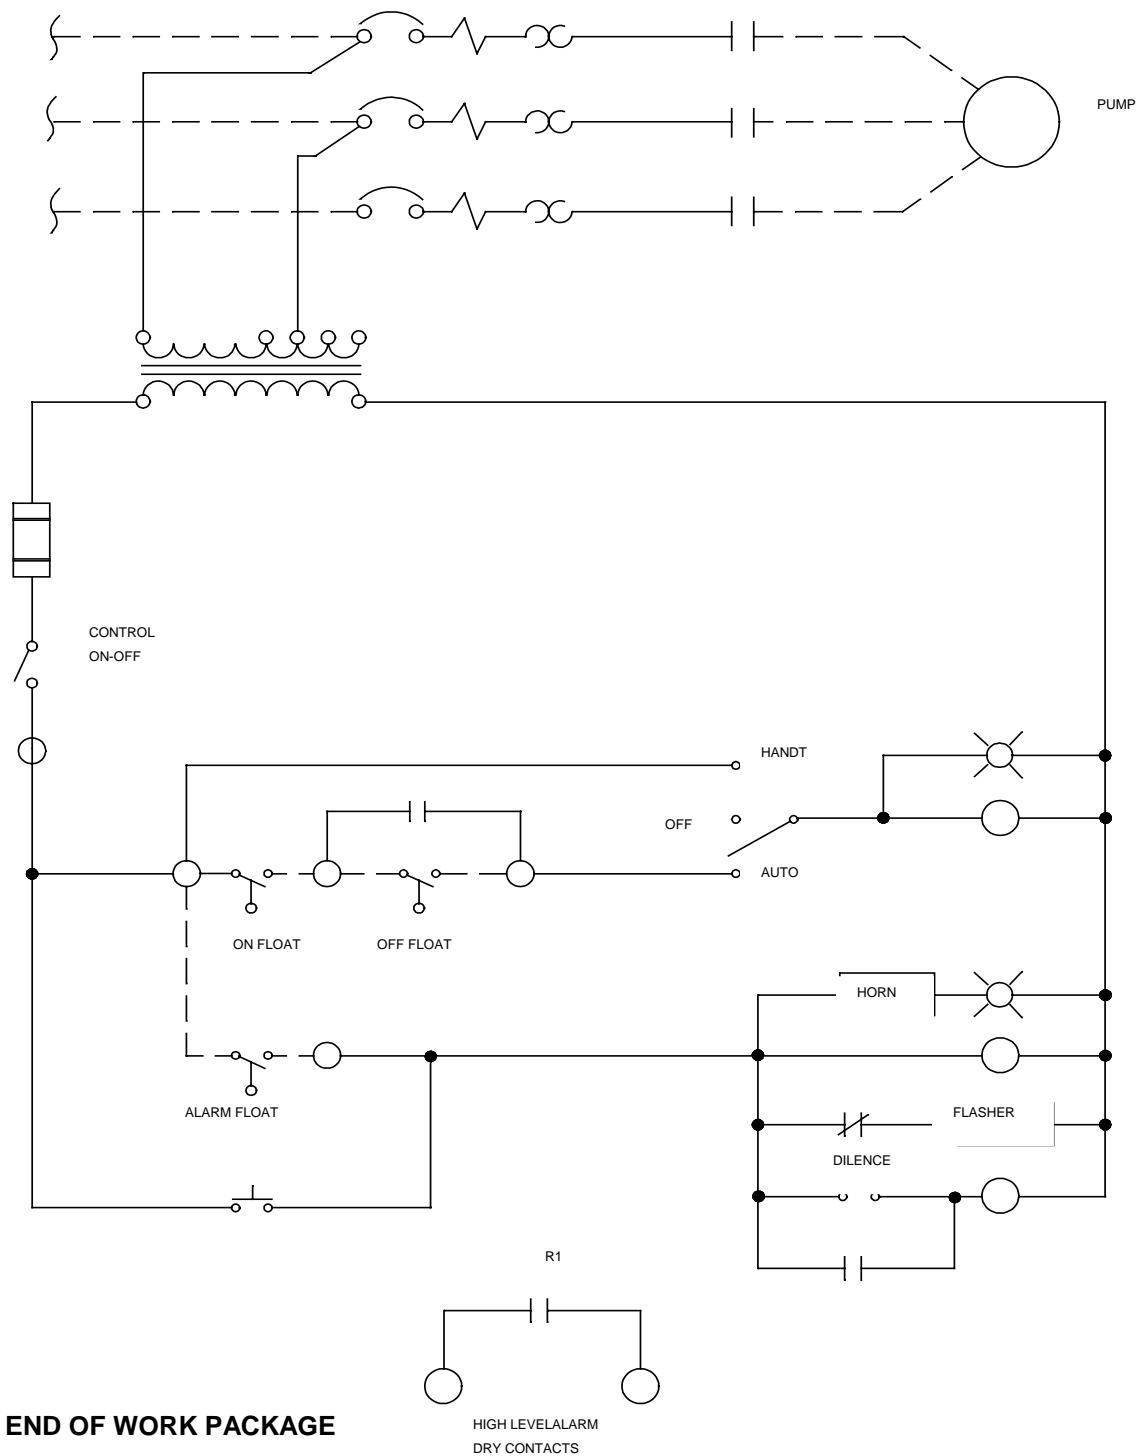 PUMP
CONTROL
ON-OFF
HANDT
OFF
AUTO
ON FLOAT
OFF FLOAT
HORN
ALARM FLOAT
FLASHER
DILENCE
R1
HIGH LEVELALARM
DRY CONTACTS
END OF WORK PACKAGE